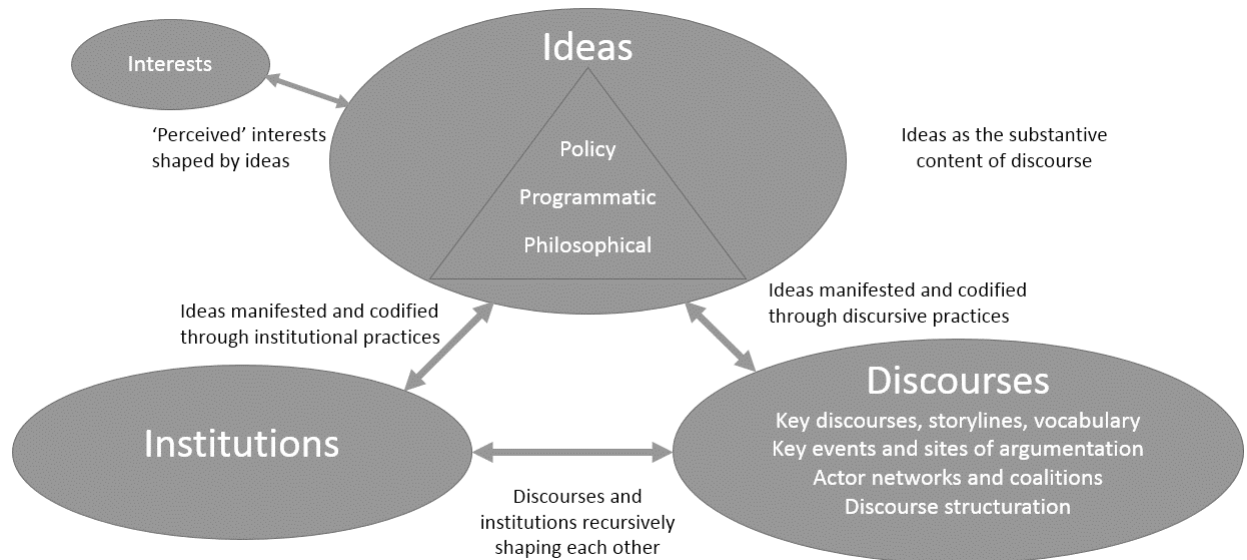 Ideas
Interests
‘Perceived’ interests
shaped by ideas
Policy
Programmatic
Philosophical
Ideas as the substantive
content of discourse
Ideas manifested and codified
through institutional practices
Ideas manifested and codified
through discursive practices
Institutions
Discourses
Key discourses, storylines, vocabulary
Key events and sites of argumentation
Actor networks and coalitions
Discourse structuration
Discourses and
institutions recursively
shaping each other